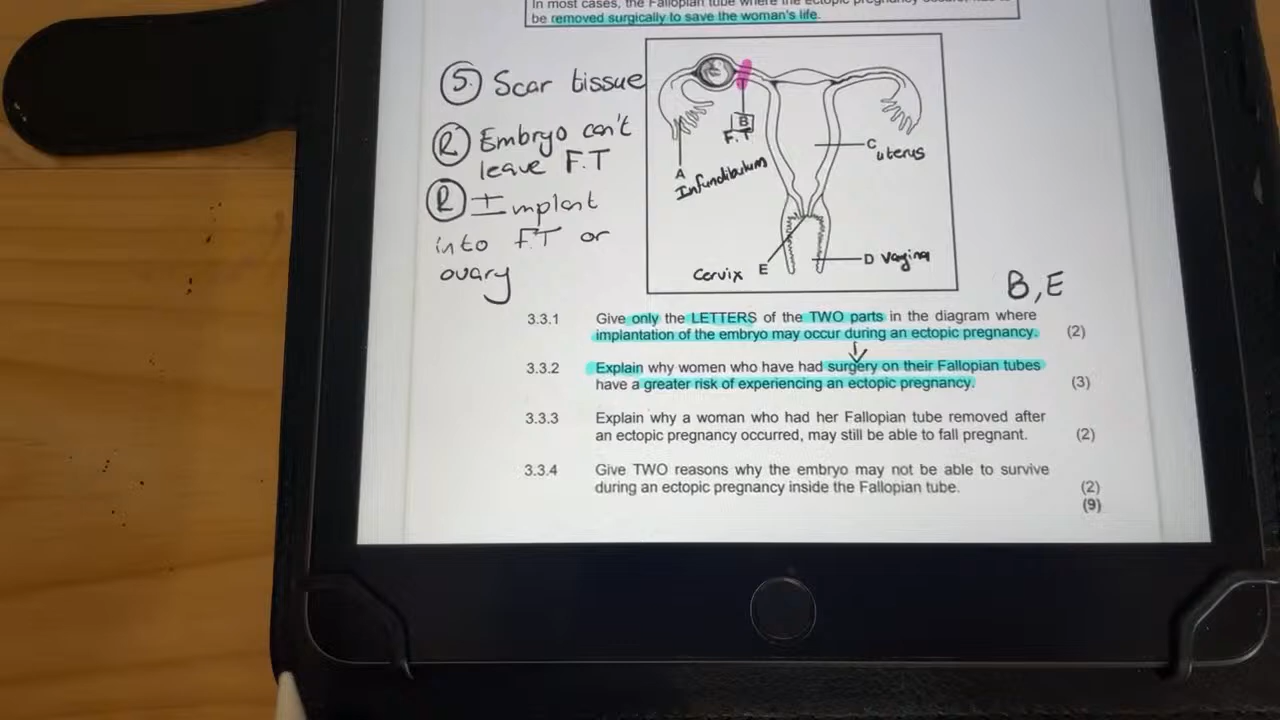 In most cases, the Fallopian tube where the ectopic pregnancy
be removed surgically to save the woman's life.
S. Scar tissue
R Embryo can't
leave F.T
R Implant
into F.T or
ovary
B
F.T
A
Infundibulum
C
uterus
D Vagina
E
Cervix
B, E
3.3.1 Give only the LETTERS of the TWO parts in the diagram where
implantation of the embryo may occur during an ectopic pregnancy. (2)
3.3.2 Explain why women who have had surgery on their Fallopian tubes
have a greater risk of experiencing an ectopic pregnancy. (3)
3.3.3 Explain why a woman who had her Fallopian tube removed after
an ectopic pregnancy occurred, may still be able to fall pregnant. (2)
3.3.4 Give TWO reasons why the embryo may not be able to survive
during an ectopic pregnancy inside the Fallopian tube. (2)
(9)